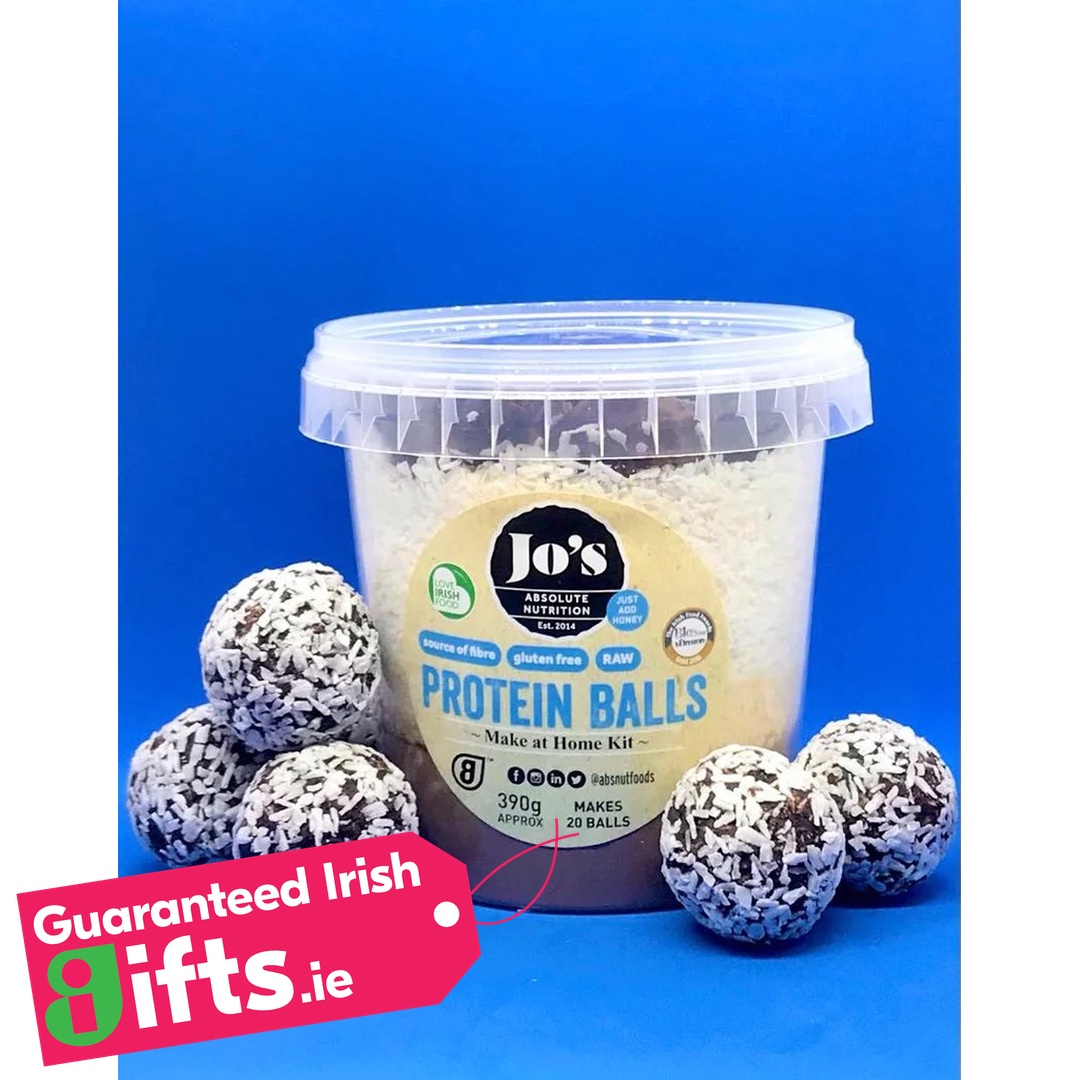 Jo's
ABSOLUTE
NUTRITION
Est. 2014
LOVE
IRISH
FOOD
JUST
ADD
HONEY
source of fibre
gluten free
RAW
PROTEIN BALLS
~ Make at Home Kit ~
@absnutfoods
390g
APPROX
MAKES
20 BALLS
Guaranteed Irish
Gifts.ie